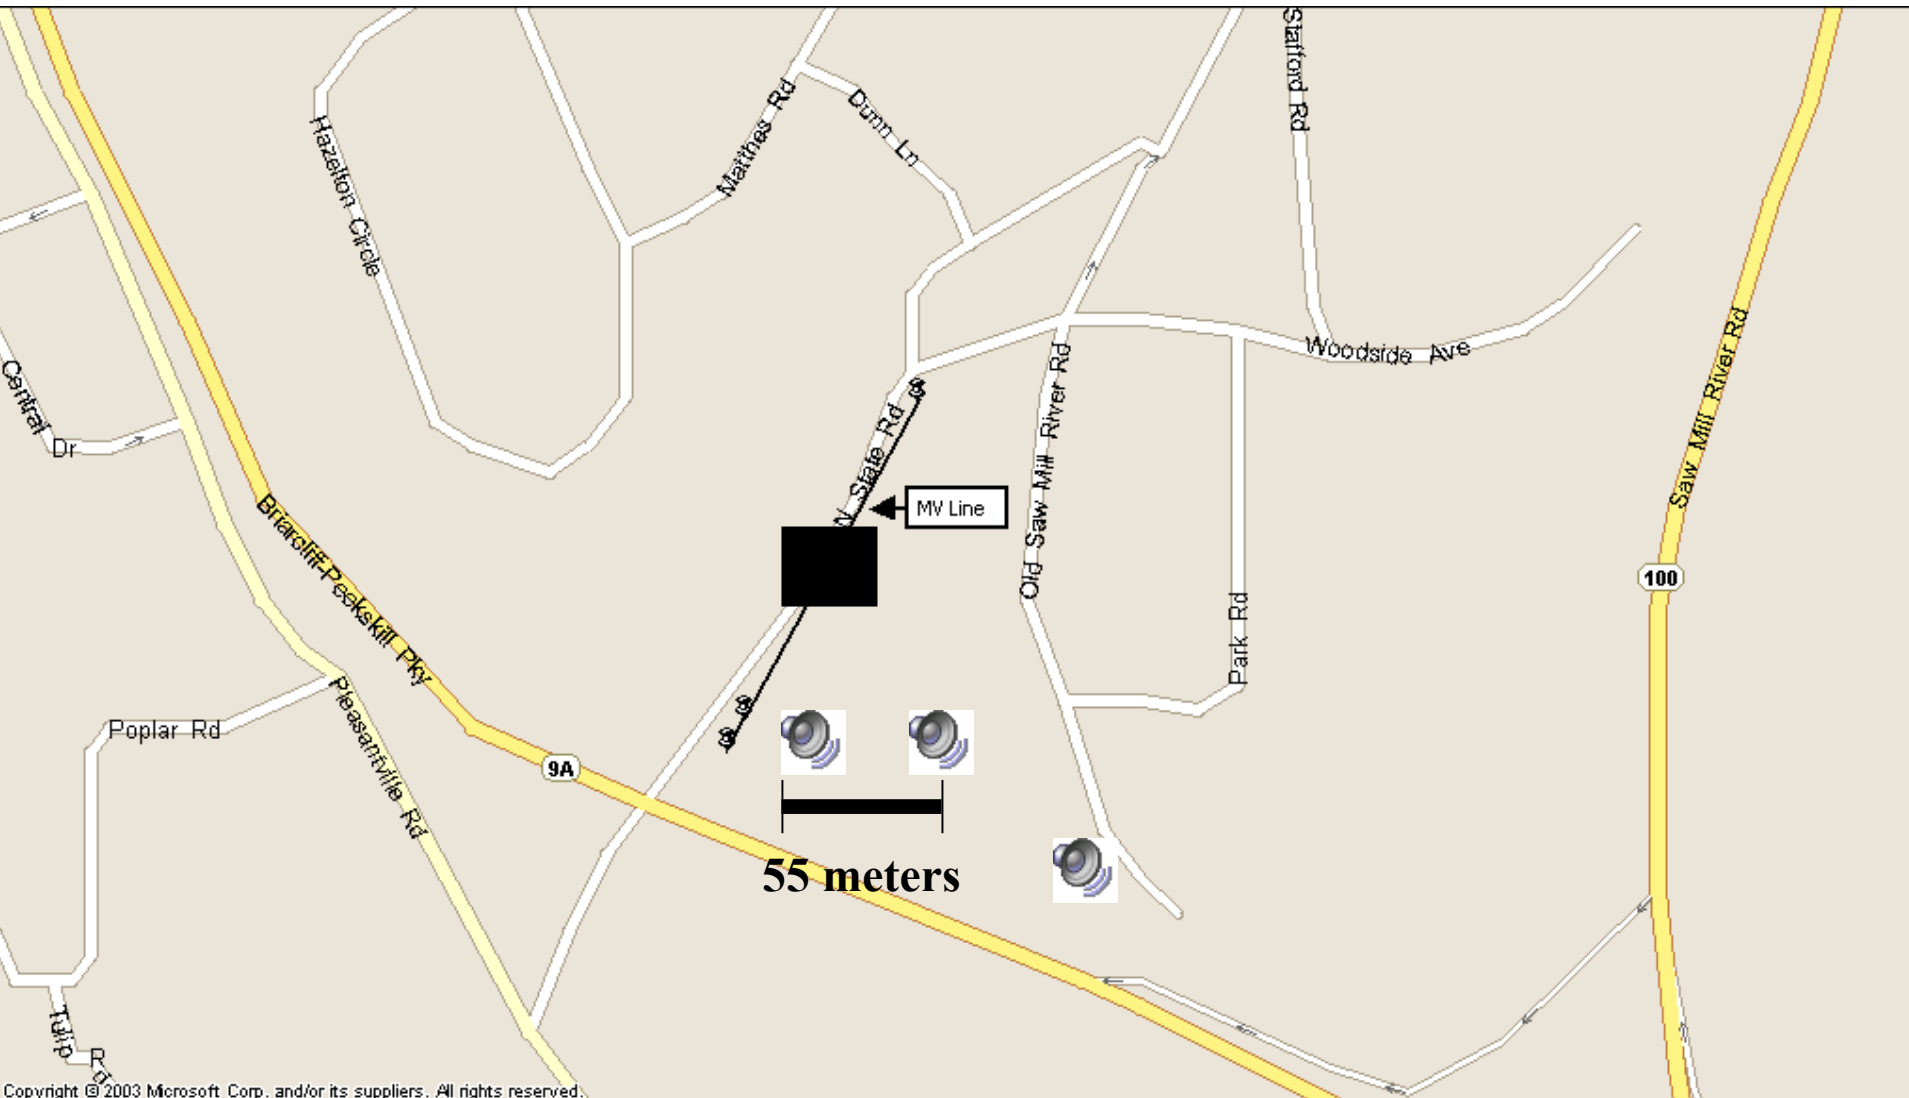 Stafford Rd
Matthes Rd
Dunn Ln
Hazelton Circle
Woodside Ave
Saw Mill River Rd
Central Dr
N State Rd
Old Saw Mill River Rd
MV Line
Briarcliff-Peekskill Pky
100
Park Rd
Poplar Rd
Pleasantville Rd
9A
55 meters
Tulip Rd
Copyright © 2003 Microsoft Corp. and/or its suppliers. All rights reserved.